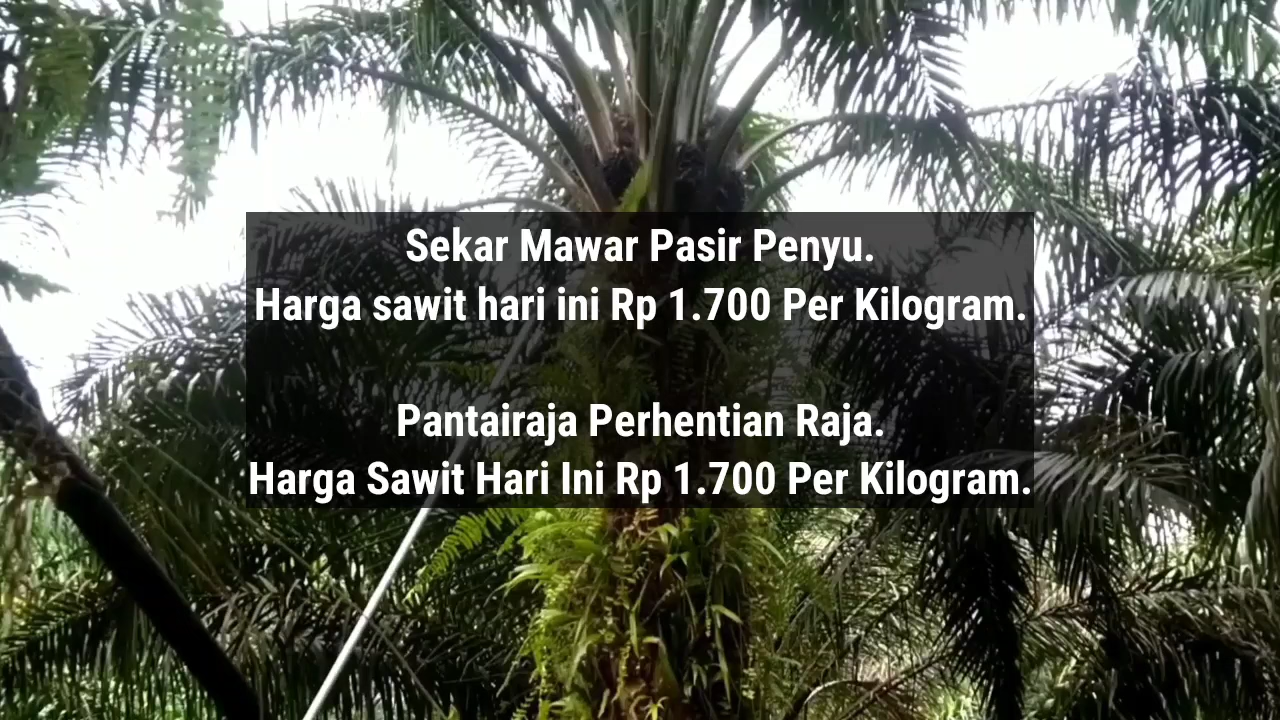 Sekar Mawar Pasir Penyu.
Harga sawit hari ini Rp 1.700 Per Kilogram.
Pantairaja Perhentian Raja.
Harga Sawit Hari Ini Rp 1.700 Per Kilogram.